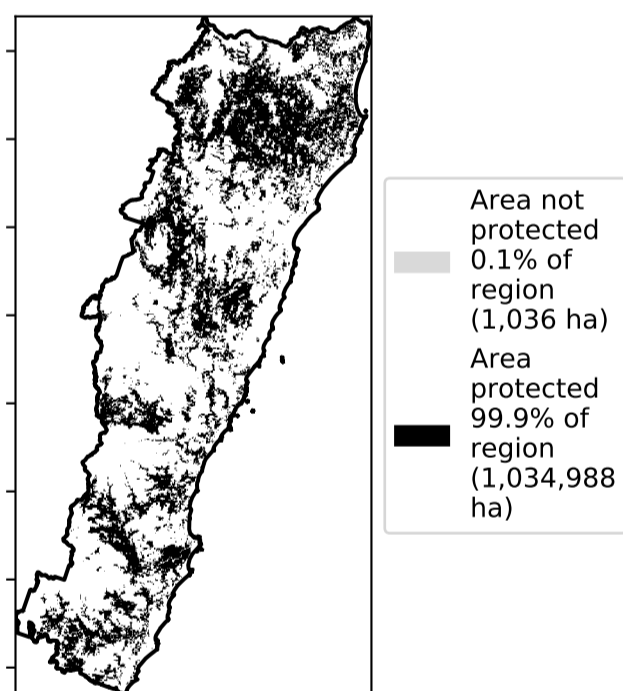 Area not
protected
0.1% of
region
(1,036 ha)
Area
protected
99.9% of
region
(1,034,988
ha)